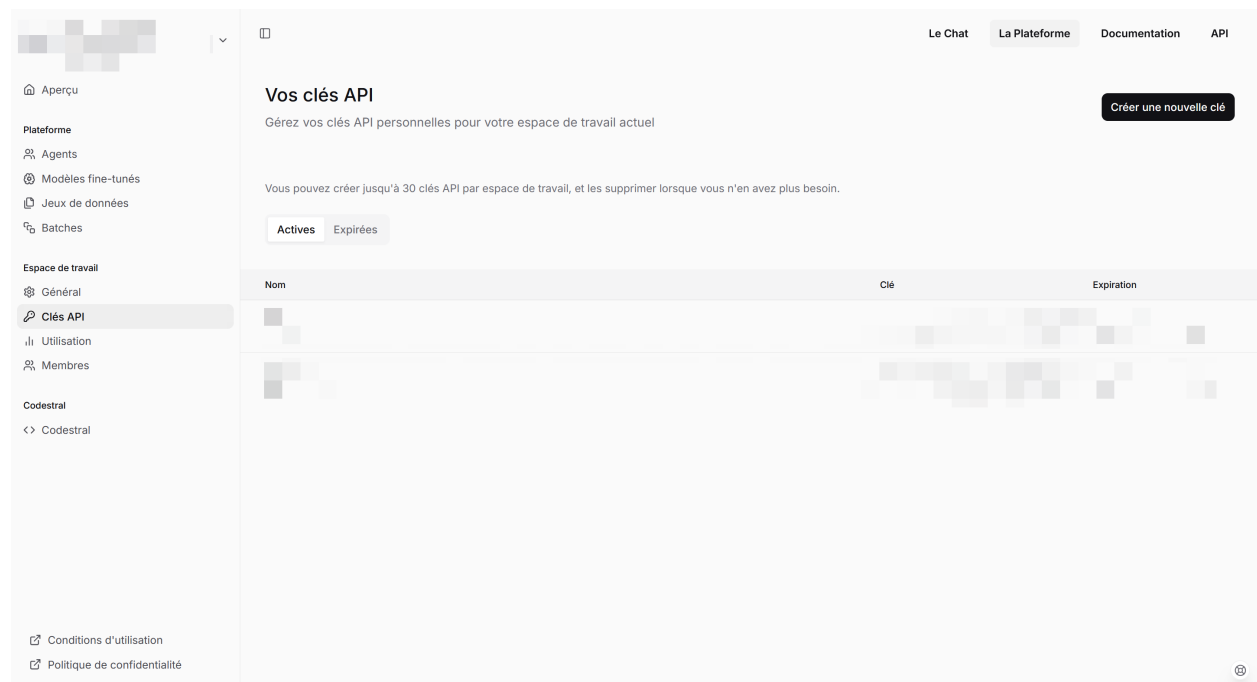 Le Chat
La Plateforme
Documentation
API
Aperçu
Plateforme
Agents
Modèles fine-tunés
Jeux de données
Batches
Espace de travail
Général
Clés API
Utilisation
Membres
Codestral
Codestral
Conditions d'utilisation
Politique de confidentialité
Vos clés API
Gérez vos clés API personnelles pour votre espace de travail actuel
Créer une nouvelle clé
Vous pouvez créer jusqu'à 30 clés API par espace de travail, et les supprimer lorsque vous n'en avez plus besoin.
Actives
Expirées
Nom
Clé
Expiration